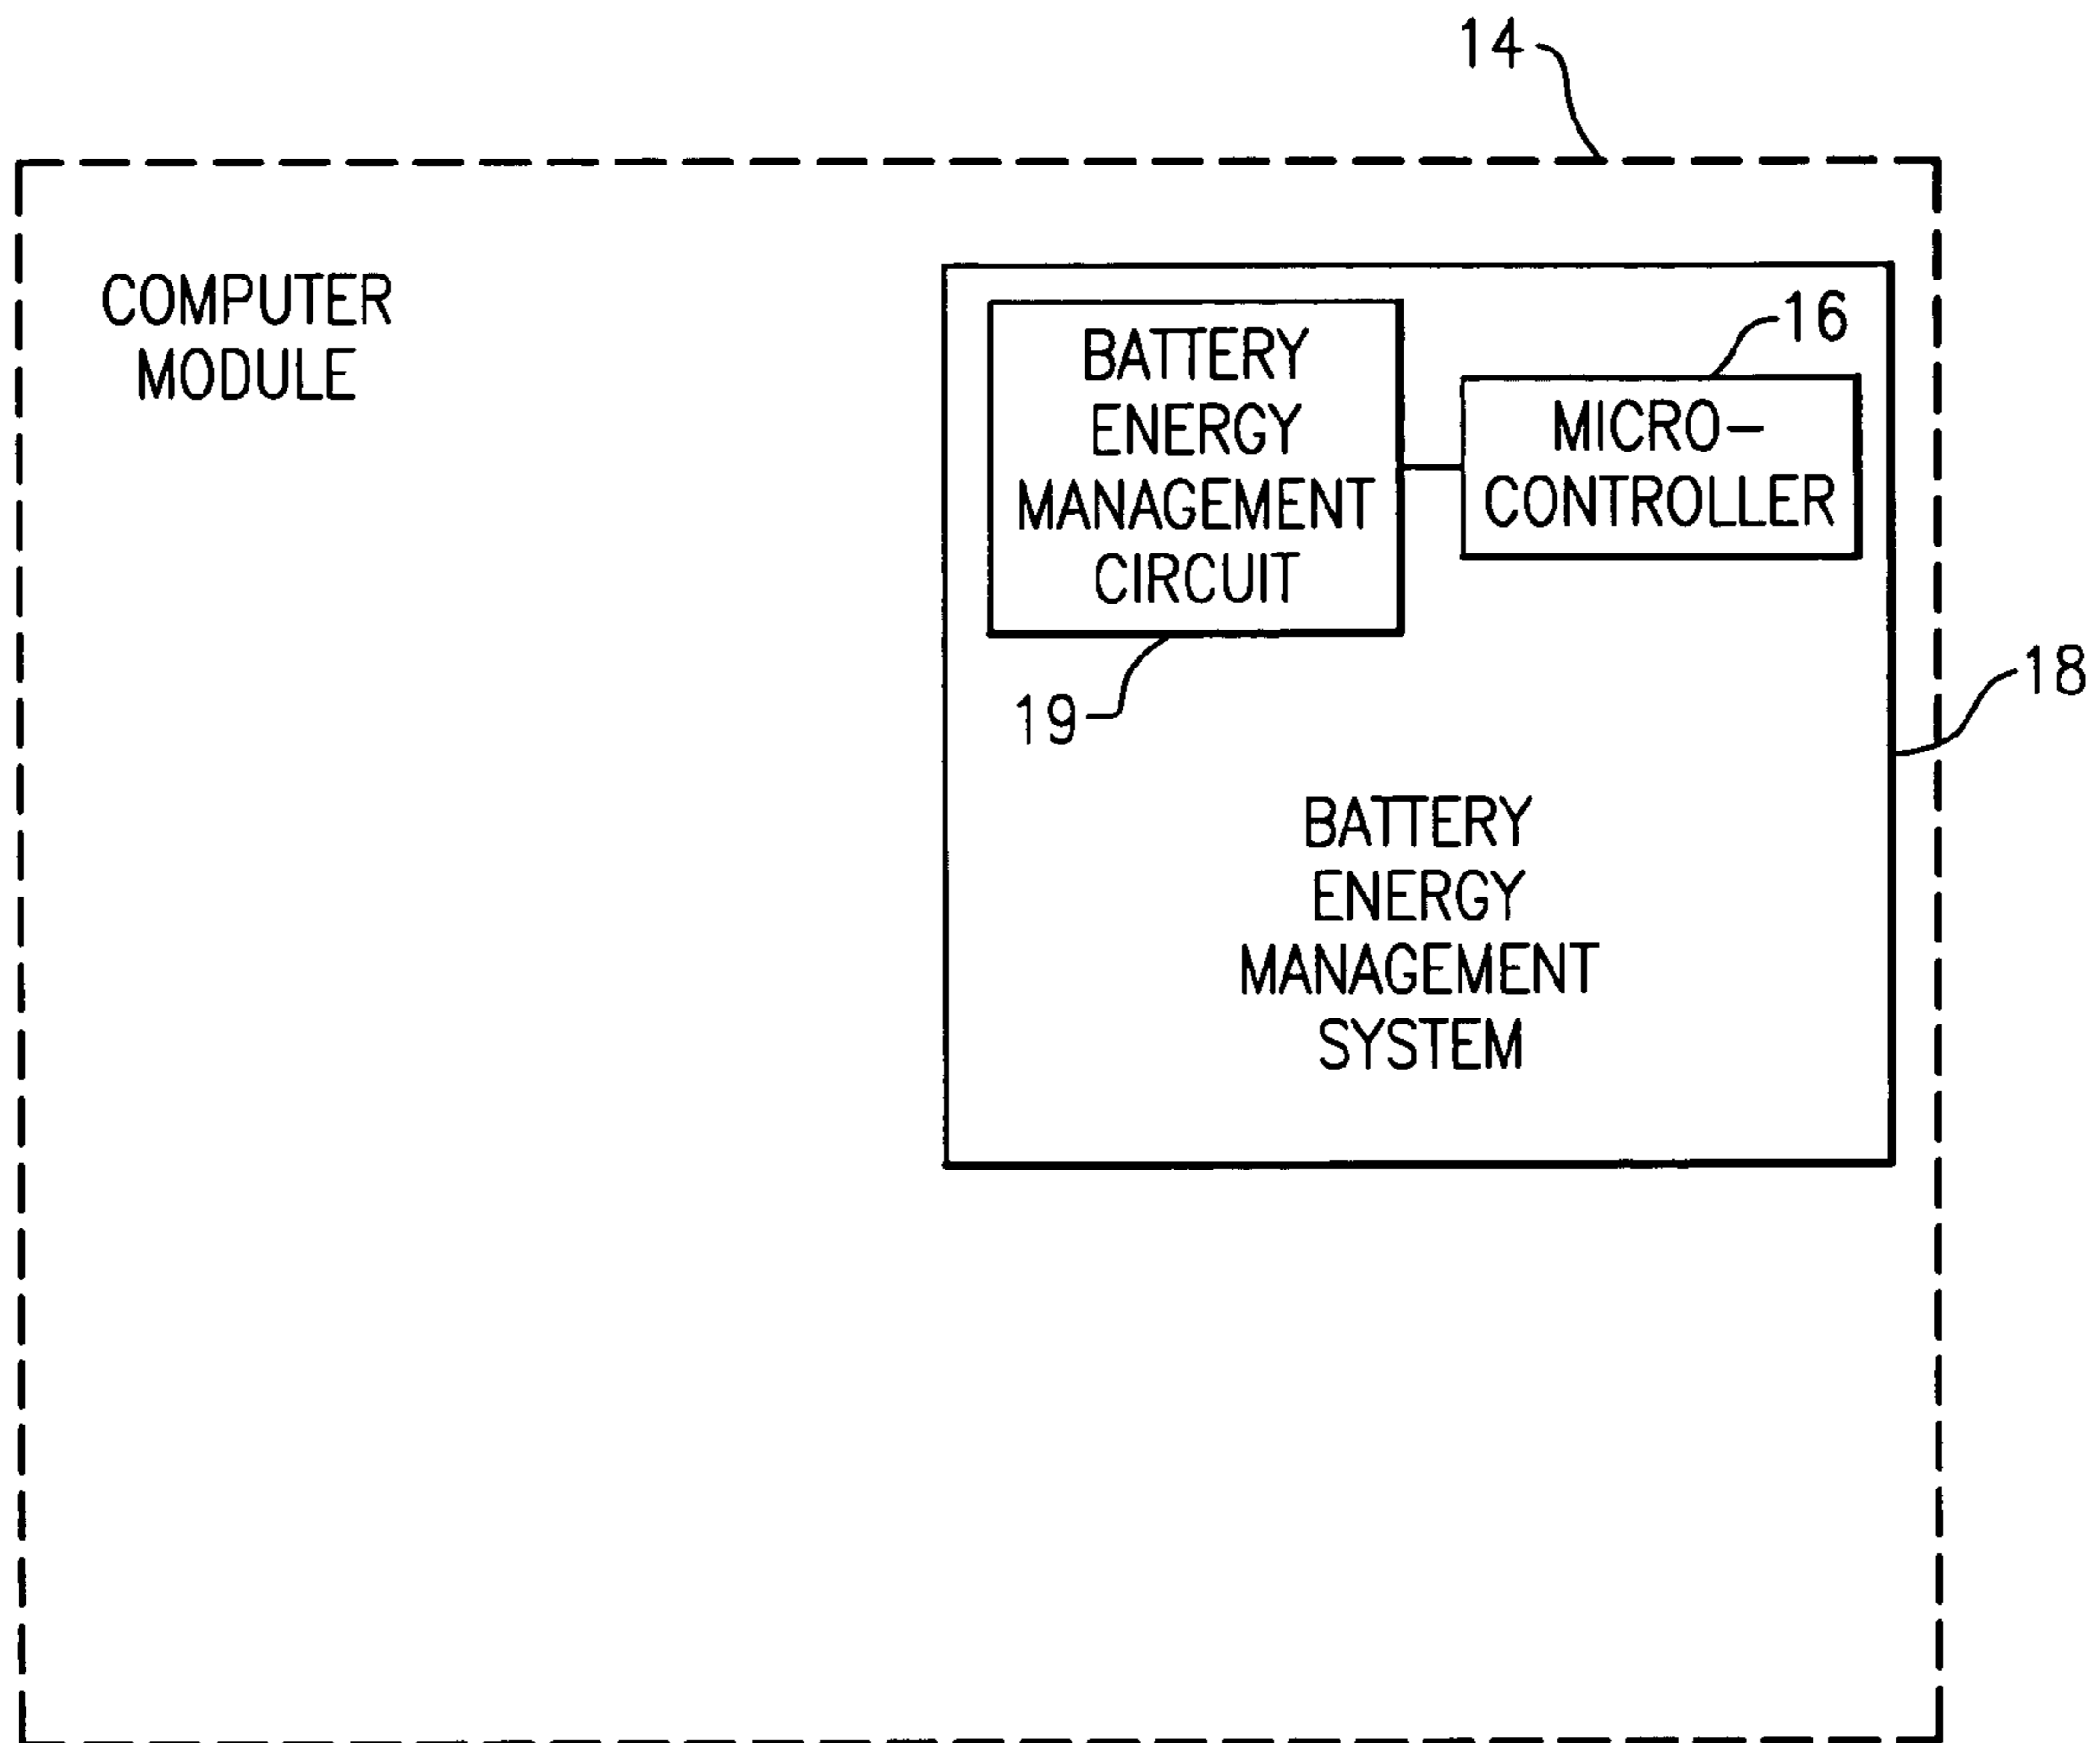 14
COMPUTER
MODULE
BATTERY
ENERGY
MANAGEMENT
CIRCUIT
16
MICRO-
CONTROLLER
19
18
BATTERY
ENERGY
MANAGEMENT
SYSTEM